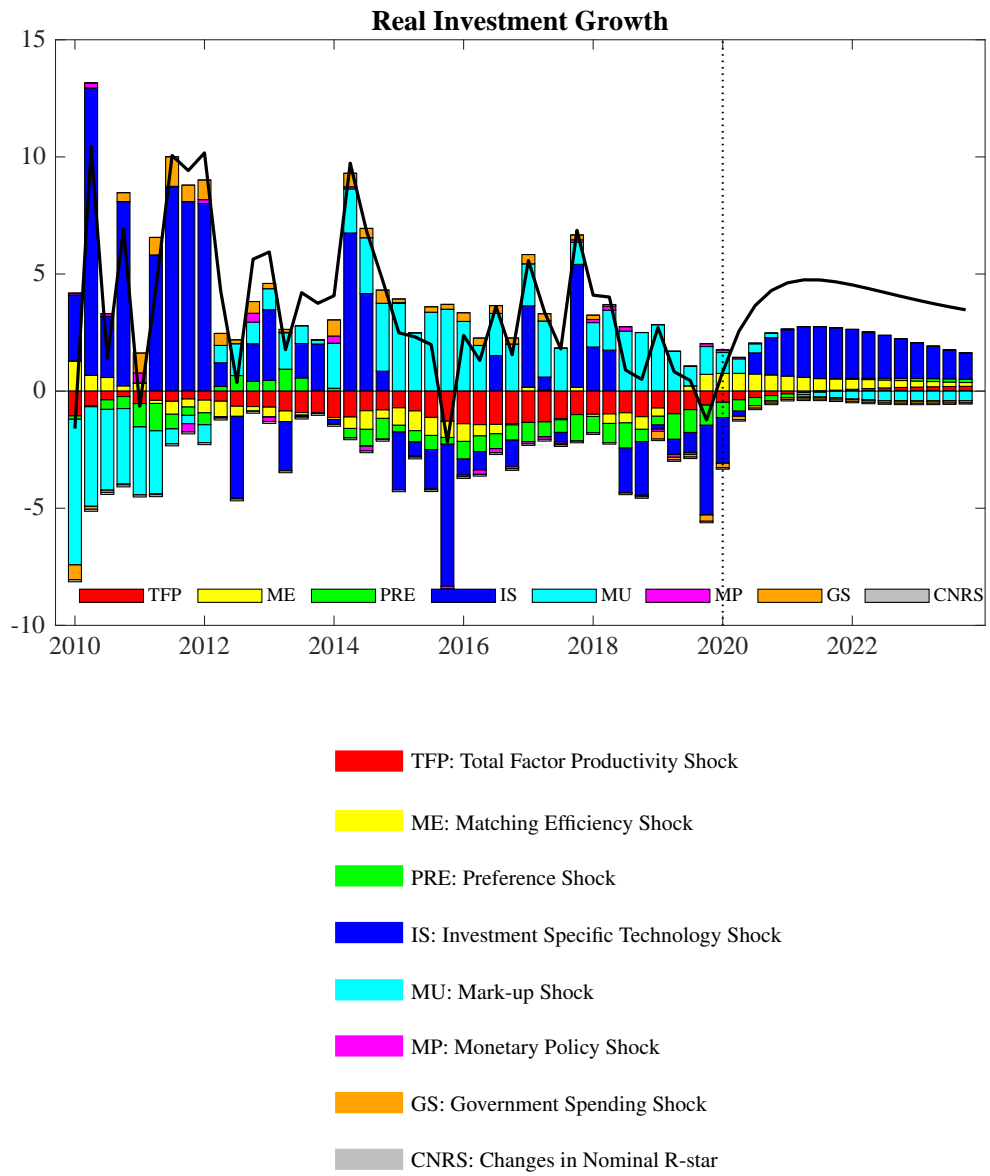 Real Investment Growth
15
10
5
0
-5
-10
TFP ME PRE IS MU MP GS CNRS
2010 2012 2014 2016 2018 2020 2022
TFP: Total Factor Productivity Shock
ME: Matching Efficiency Shock
PRE: Preference Shock
IS: Investment Specific Technology Shock
MU: Mark-up Shock
MP: Monetary Policy Shock
GS: Government Spending Shock
CNRS: Changes in Nominal R-star